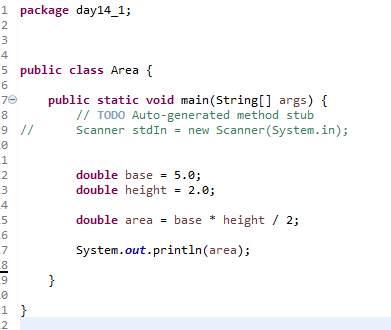 1 package day14_1;
2
3
4
5 public class Area {
6
7 public static void main(String[] args) {
8 // TODO Auto-generated method stub
9 // Scanner stdIn = new Scanner(System.in);
0
1
2 double base = 5.0;
3 double height = 2.0;
4
5 double area = base * height / 2;
6
7 System.out.println(area);
8
9 }
0
1 }
2